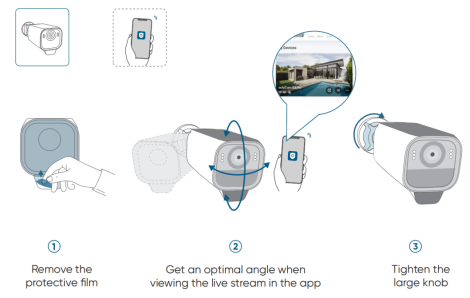 Devices
1
2
3
Remove the
protective film
Get an optimal angle when
viewing the live stream in the app
Tighten the
large knob